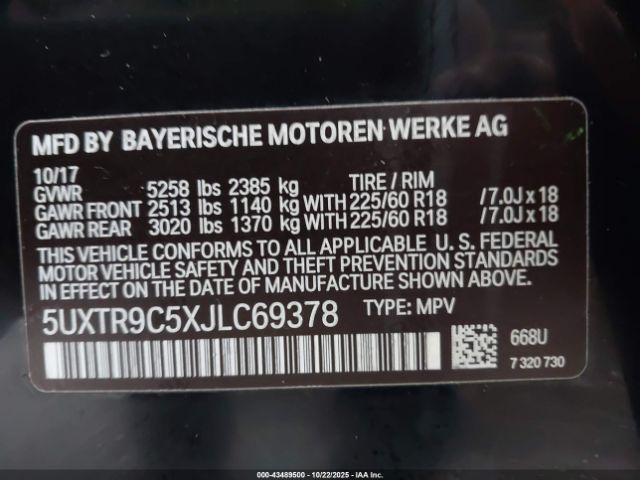 MFD BY BAYERISCHE MOTOREN WERKE AG
10/17 TIRE / RIM
GVWR 5258 lbs 2385 kg
GAWR FRONT 2513 lbs 1140 kg WITH 225/60 R18 /7.0J x 18
GAWR REAR 3020 lbs 1370 kg WITH 225/60 R18 /7.0J x 18
THIS VEHICLE CONFORMS TO ALL APPLICABLE U. S. FEDERAL
MOTOR VEHICLE SAFETY AND THEFT PREVENTION STANDARDS
IN EFFECT ON THE DATE OF MANUFACTURE SHOWN ABOVE.
5UXTR9C5XJLC69378 TYPE: MPV
668U
7 320 730
000-43489500 - 10/22/2025 - IAA Inc.